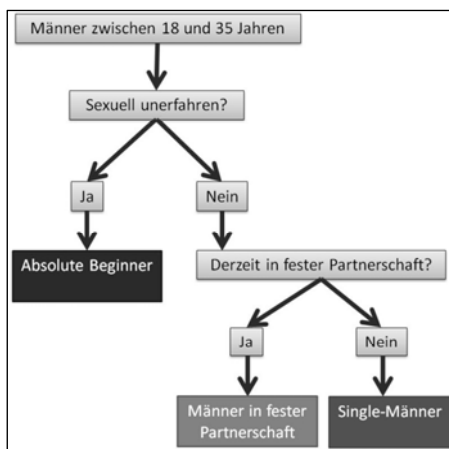 Männer zwischen 18 und 35 Jahren
Sexuell unerfahren?
Ja
Nein
Absolute Beginner
Derzeit in fester Partnerschaft?
Ja
Nein
Männer in fester
Partnerschaft
Single-Männer